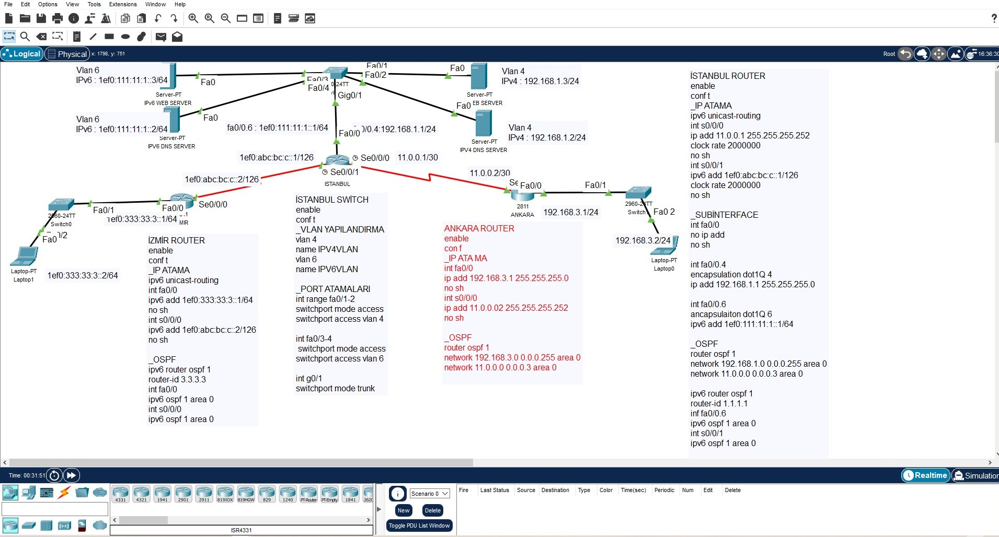 File Edit Options View Tools Extensions Window Help
Logical
Physical
x: 1798, y: 751
Root
16:36:30
Vlan 6
IPv6 : 1ef0:111:11:1::3/64
Fa0
Server-PT
IPv6 WEB SERVER
Vlan 6
IPv6 : 1ef0:111:11:1::2/64
Fa0
Server-PT
IPV6 DNS SERVER
Fa0/3
Fa0/4
Fa0/1
Fa0/2
Gig0/1
Fa0
Server-PT
EB SERVER
Vlan 4
IPv4 : 192.168.1.3/24
Fa0
Server-PT
IPV4 DNS SERVER
Vlan 4
IPv4 : 192.168.1.2/24
fa0/0.6 : 1ef0:111:11:1::1/64
Fa0/0
0/0.4:192.168.1.1/24
1ef0:abc:bc:c::1/126
Se0/0/0
11.0.0.1/30
Se0/0/1
ISTANBUL
1ef0:abc:bc:c::2/126
Se0/0/0
Fa0/0
MIR
1ef0:333:33:3::1/64
Fa0/1
2960-24TT
Switch0
Fa0
Laptop-PT
Laptop1
1ef0:333:33:3::2/64
11.0.0.2/30
Fa0/0
2811
ANKARA
192.168.3.1/24
Fa0/1
2960-24TT
Switch
Fa0
192.168.3.2/24
Laptop-PT
Laptop0
İZMİR ROUTER
enable
conf t
_IP ATAMA
ipv6 unicast-routing
int fa0/0
ipv6 add 1ef0:333:33:3::1/64
no sh
int s0/0/0
ipv6 add 1ef0:abc:bc:c::2/126
no sh
_OSPF
ipv6 router ospf 1
router-id 3.3.3.3
int fa0/0
ipv6 ospf 1 area 0
int s0/0/0
ipv6 ospf 1 area 0
İSTANBUL SWİTCH
enable
conf t
_VLAN YAPILANDIRMA
vlan 4
name IPV4VLAN
vlan 6
name IPV6VLAN
_PORT ATAMALARI
int range fa0/1-2
switchport mode access
switchport access vlan 4
int fa0/3-4
switchport mode access
switchport access vlan 6
int g0/1
switchport mode trunk
ANKARA ROUTER
enable
con f
_IP ATA MA
int fa0/0
ip add 192.168.3.1 255.255.255.0
no sh
int s0/0/0
ip add 11.0.0.02 255.255.255.252
no sh
_OSPF
router ospf 1
network 192.168.3.0 0.0.0.255 area 0
network 11.0.0.0 0.0.0.3 area 0
İSTANBUL ROUTER
enable
conf t
_IP ATAMA
ipv6 unicast-routing
int s0/0/0
ip add 11.0.0.1 255.255.255.252
clock rate 2000000
no sh
int s0/0/1
ipv6 add 1ef0:abc:bc:c::1/126
clock rate 2000000
no sh
_SUBİNTERFACE
int fa0/0
no ip add
no sh
int fa0/0.4
encapsulation dot1Q 4
ip add 192.168.1.1 255.255.255.0
int fa0/0.6
ancapsulaiton dot1Q 6
ipv6 add 1ef0:111:11:1::1/64
_OSPF
router ospf 1
network 192.168.1.0 0.0.0.255 area 0
network 11.0.0.0 0.0.0.3 area 0
ipv6 router ospf 1
router-id 1.1.1.1
inf fa0/0.6
ipv6 ospf 1 area 0
int s0/0/1
ipv6 ospf 1 area 0
Time: 00:31:51
Realtime
Simulation
4331 4321 1941 2901 2911 819IOX 819HGW 829 1240 PT-Router PT-Empty 1841 2620
ISR4331
Scenario 0
New
Delete
Toggle PDU List Window
Fire Last Status Source Destination Type Color Time(sec) Periodic Num Edit Delete